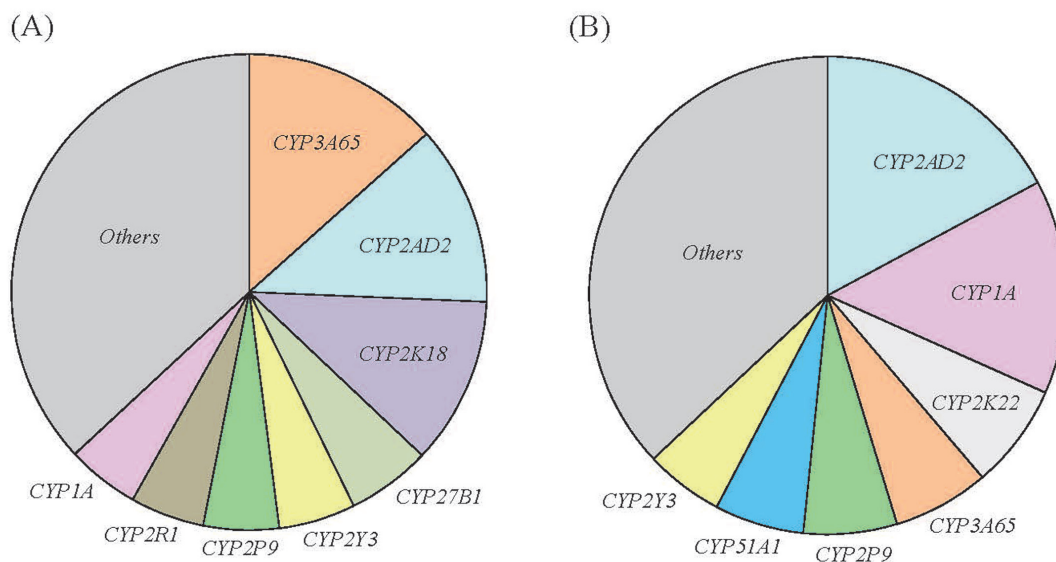 (A)
CYP3A65
CYP2AD2
CYP2K18
CYP27B1
CYP2Y3
CYP2P9
CYP2R1
CYP1A
Others
(B)
CYP2AD2
CYP1A
CYP2K22
CYP3A65
CYP2P9
CYP51A1
CYP2Y3
Others